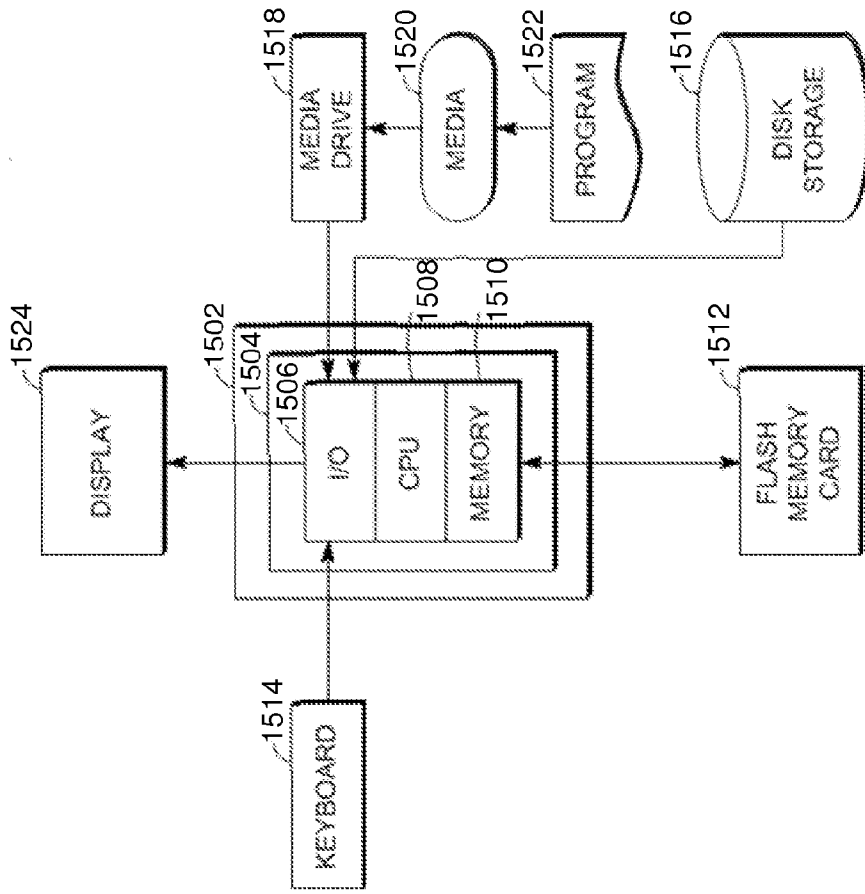 DISPLAY
1524
KEYBOARD
1514
1502
1504
1506
I/O
CPU
1508
MEMORY
1510
MEDIA
DRIVE
1518
MEDIA
1520
PROGRAM
1522
DISK
STORAGE
1516
FLASH
MEMORY
CARD
1512